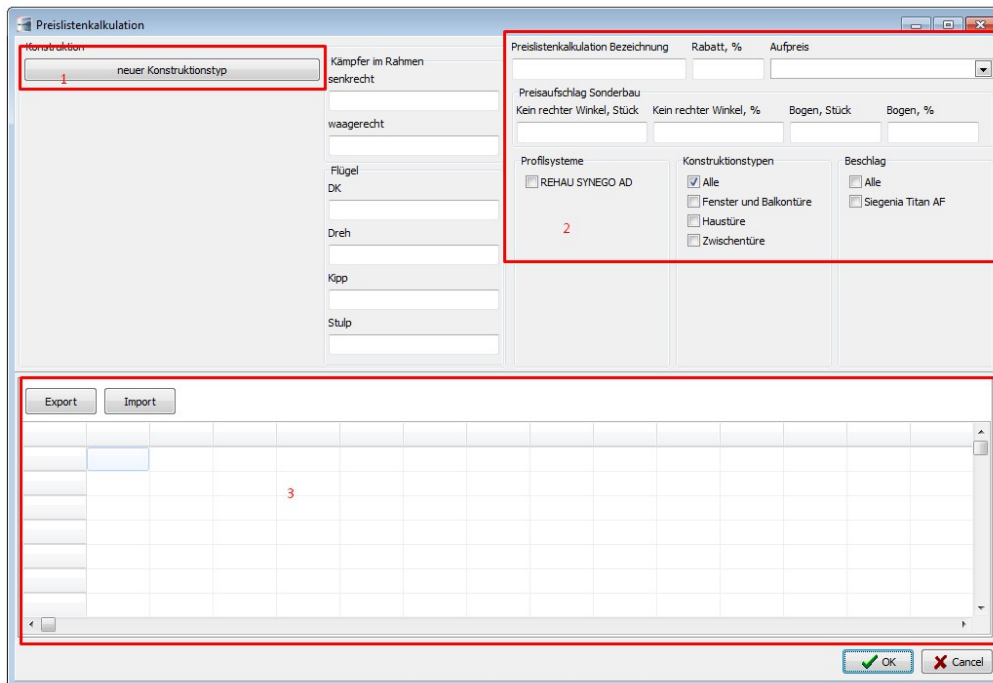 Preislistenkalkulation
Konstruktion
neuer Konstruktionstyp
1
Kämpfer im Rahmen
senkrecht
waagerecht
Flügel
DK
Dreh
Kipp
Stulp
Preislistenkalkulation Bezeichnung Rabatt, % Aufpreis
Preisaufschlag Sonderbau
Kein rechter Winkel, Stück Kein rechter Winkel, % Bogen, Stück Bogen, %
Profilsysteme
REHAU SYNEGO AD
2
Konstruktionstypen
Alle
Fenster und Balkontüre
Haustüre
Zwischentüre
Beschlag
Alle
Siegenia Titan AF
Export Import
3
OK Cancel